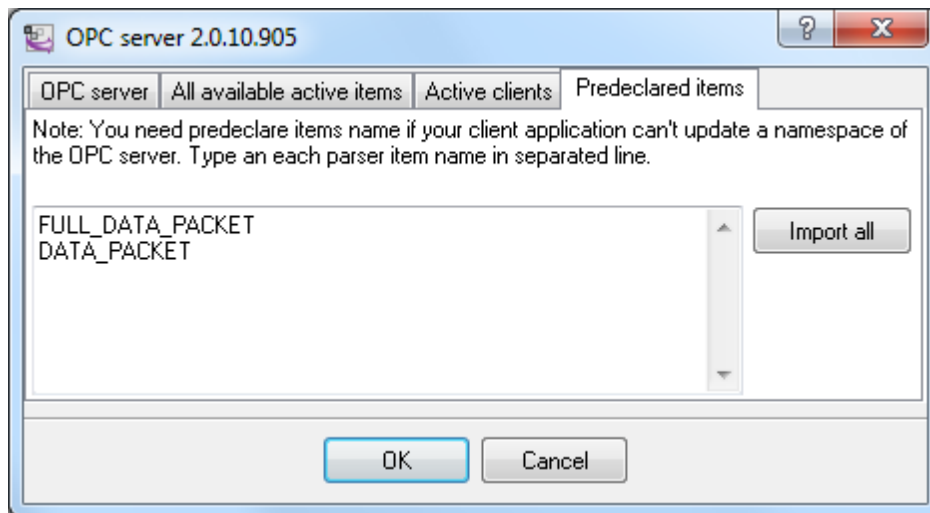 OPC server 2.0.10.905
OPC server
All available active items
Active clients
Predeclared items
Note: You need predeclare items name if your client application can't update a namespace of
the OPC server. Type an each parser item name in separated line.
FULL_DATA_PACKET
DATA_PACKET
Import all
OK
Cancel